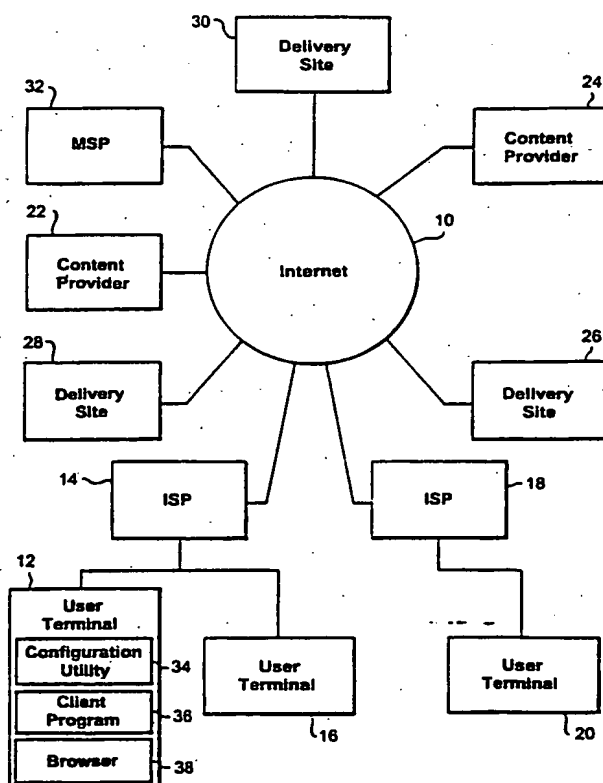 30
Delivery
Site
32
MSP
24
Content
Provider
22
Content
Provider
10
Internet
28
Delivery
Site
26
Delivery
Site
14
ISP
ISP
18
12
User
Terminal
Configuration
Utility
34
Client
Program
36
Browser
38
User
Terminal
16
User
Terminal
20